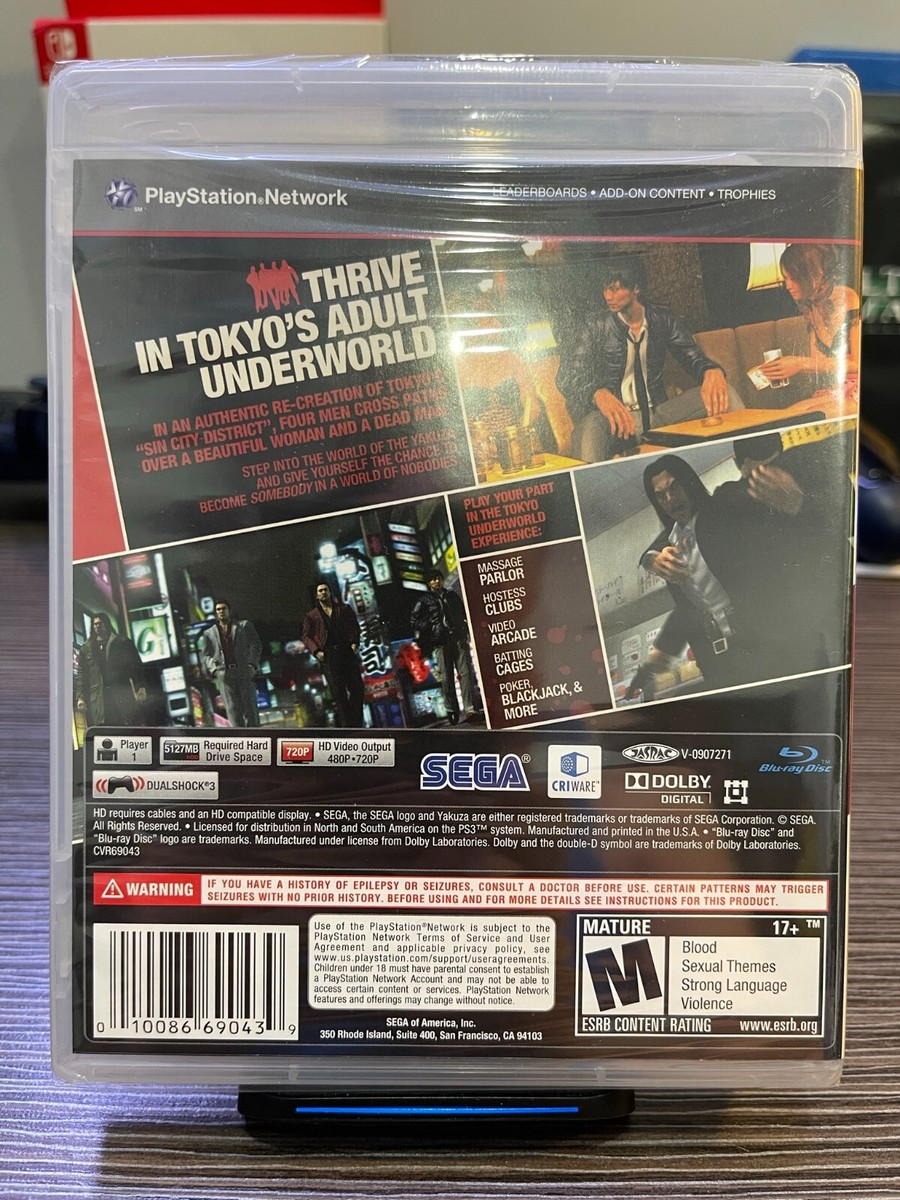 PlayStation®Network
SM
LEADERBOARDS • ADD-ON CONTENT • TROPHIES
THRIVE
IN TOKYO'S ADULT
UNDERWORLD
IN AN AUTHENTIC RE-CREATION OF TOKYO'S
"SIN CITY DISTRICT", FOUR MEN CROSS PATHS
OVER A BEAUTIFUL WOMAN AND A DEAD MAN
STEP INTO THE WORLD OF THE YAKUZA
AND GIVE YOURSELF THE CHANCE TO
BECOME SOMEBODY IN A WORLD OF NOBODIES
PLAY YOUR PART
IN THE TOKYO
UNDERWORLD
EXPERIENCE:
MASSAGE
PARLOR
HOSTESS
CLUBS
VIDEO
ARCADE
BATTING
CAGES
POKER,
BLACKJACK, &
MORE
Player
1
5127MB
HDD
Required Hard
Drive Space
720P
HD Video Output
480P•720P
DUALSHOCK®3
SEGA®
CRIWARE™
JASRAC
V-0907271
DOLBY
DIGITAL
Blu-ray Disc™
HD requires cables and an HD compatible display. • SEGA, the SEGA logo and Yakuza are either registered trademarks or trademarks of SEGA Corporation. © SEGA.
All Rights Reserved. • Licensed for distribution in North and South America on the PS3™ system. Manufactured and printed in the U.S.A. • "Blu-ray Disc" and
"Blu-ray Disc" logo are trademarks. Manufactured under license from Dolby Laboratories. Dolby and the double-D symbol are trademarks of Dolby Laboratories.
CVR69043
WARNING
IF YOU HAVE A HISTORY OF EPILEPSY OR SEIZURES, CONSULT A DOCTOR BEFORE USE. CERTAIN PATTERNS MAY TRIGGER
SEIZURES WITH NO PRIOR HISTORY. BEFORE USING AND FOR MORE DETAILS SEE INSTRUCTIONS FOR THIS PRODUCT.
0 10086 69043 9
Use of the PlayStation®Network is subject to the
PlayStation Network Terms of Service and User
Agreement and applicable privacy policy, see
www.us.playstation.com/support/useragreements.
Children under 18 must have parental consent to establish
a PlayStation Network Account and may not be able to
access certain content or services. PlayStation Network
features and offerings may change without notice.
SEGA of America, Inc.
350 Rhode Island, Suite 400, San Francisco, CA 94103
MATURE 17+ ™
M
Blood
Sexual Themes
Strong Language
Violence
ESRB CONTENT RATING www.esrb.org